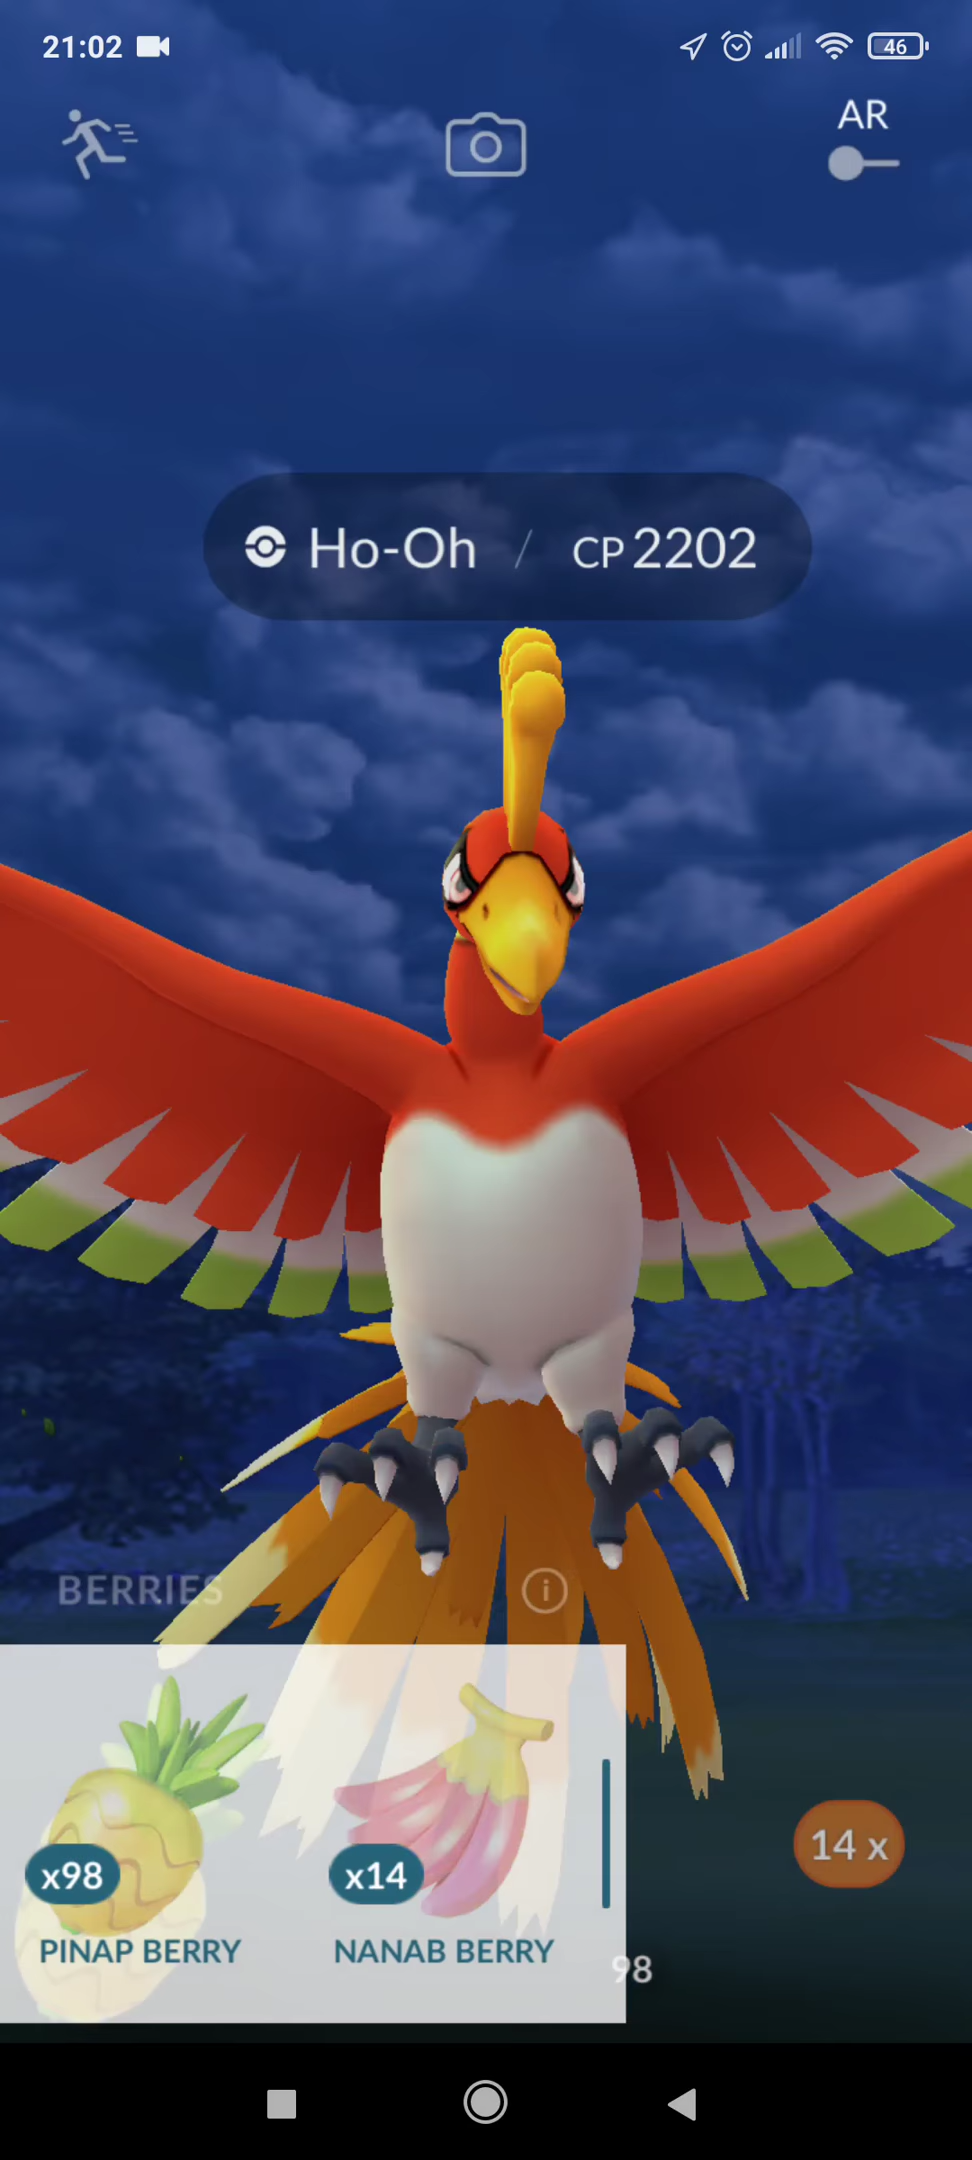 21:02
46
AR
Ho-Oh / CP 2202
BERRIES
x98
x14
14 x
PINAP BERRY
NANAB BERRY
98